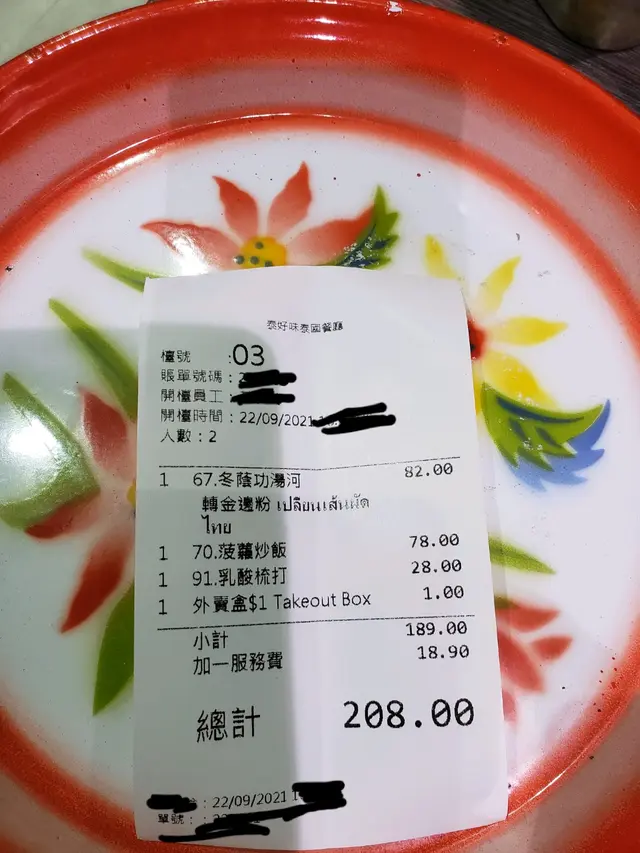 泰好味泰國餐廳
檯號 :03
賬單號碼:
開檯員工:
開檯時間:22/09/2021 1
人數:2
1 67.冬蔭功湯河 82.00
轉金邊粉 เปลี่ยนเส้นผัด
ไทย
1 70.菠蘿炒飯 78.00
1 91.乳酸梳打 28.00
1 外賣盒$1 Takeout Box 1.00
小計 189.00
加一服務費 18.90
總計 208.00
: 22/09/2021 1
單號: :